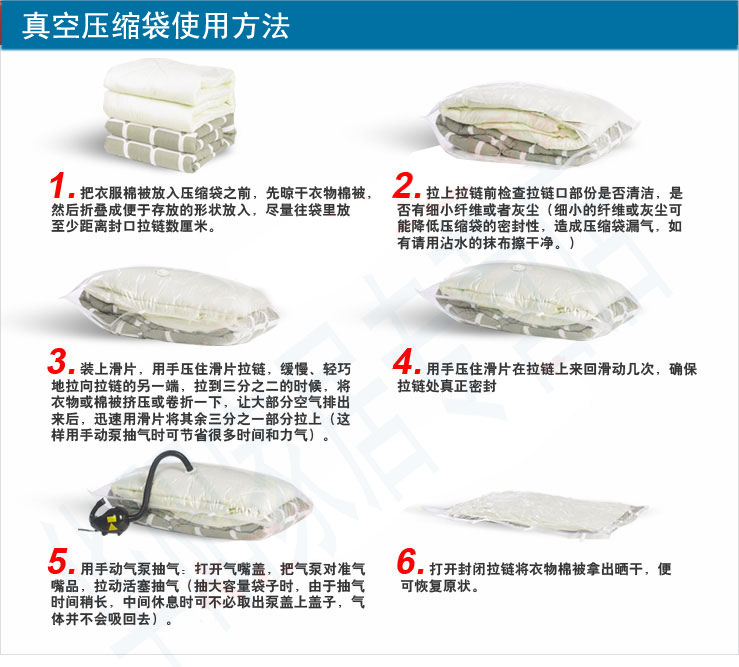 真空压缩袋使用方法
1. 把衣服棉被放入压缩袋之前，先晾干衣物棉被，
然后折叠成便于存放的形状放入，尽量往袋里放
至少距离封口拉链数厘米。
2. 拉上拉链前检查拉链口部份是否清洁，是
否有细小纤维或者灰尘（细小的纤维或灰尘可
能降低压缩袋的密封性，造成压缩袋漏气，如
有请用沾水的抹布擦干净。）
3. 装上滑片，用手压住滑片拉链，缓慢、轻巧
地拉向拉链的另一端，拉到三分之二的时候，将
衣物或棉被挤压或卷折一下，让大部分空气排出
来后，迅速用滑片将其余三分之一部分拉上（这
样用手动泵抽气时可节省很多时间和力气）。
4. 用手压住滑片在拉链上来回滑动几次，确保
拉链处真正密封
5. 用手动气泵抽气：打开气嘴盖，把气泵对准气
嘴品，拉动活塞抽气（抽大容量袋子时，由于抽气
时间稍长，中间休息时可不必取出泵盖上盖子，气
体并不会吸回去）。
6. 打开封闭拉链将衣物棉被拿出晒干，便
可恢复原状。